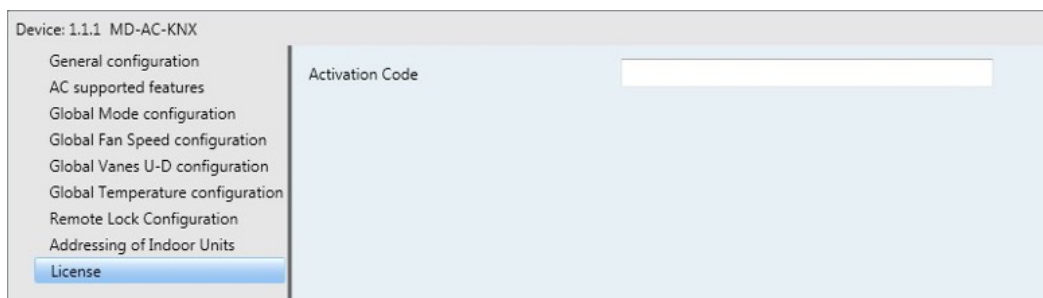 Device: 1.1.1 MD-AC-KNX
General configuration
AC supported features
Global Mode configuration
Global Fan Speed configuration
Global Vanes U-D configuration
Global Temperature configuration
Remote Lock Configuration
Addressing of Indoor Units
License
Activation Code